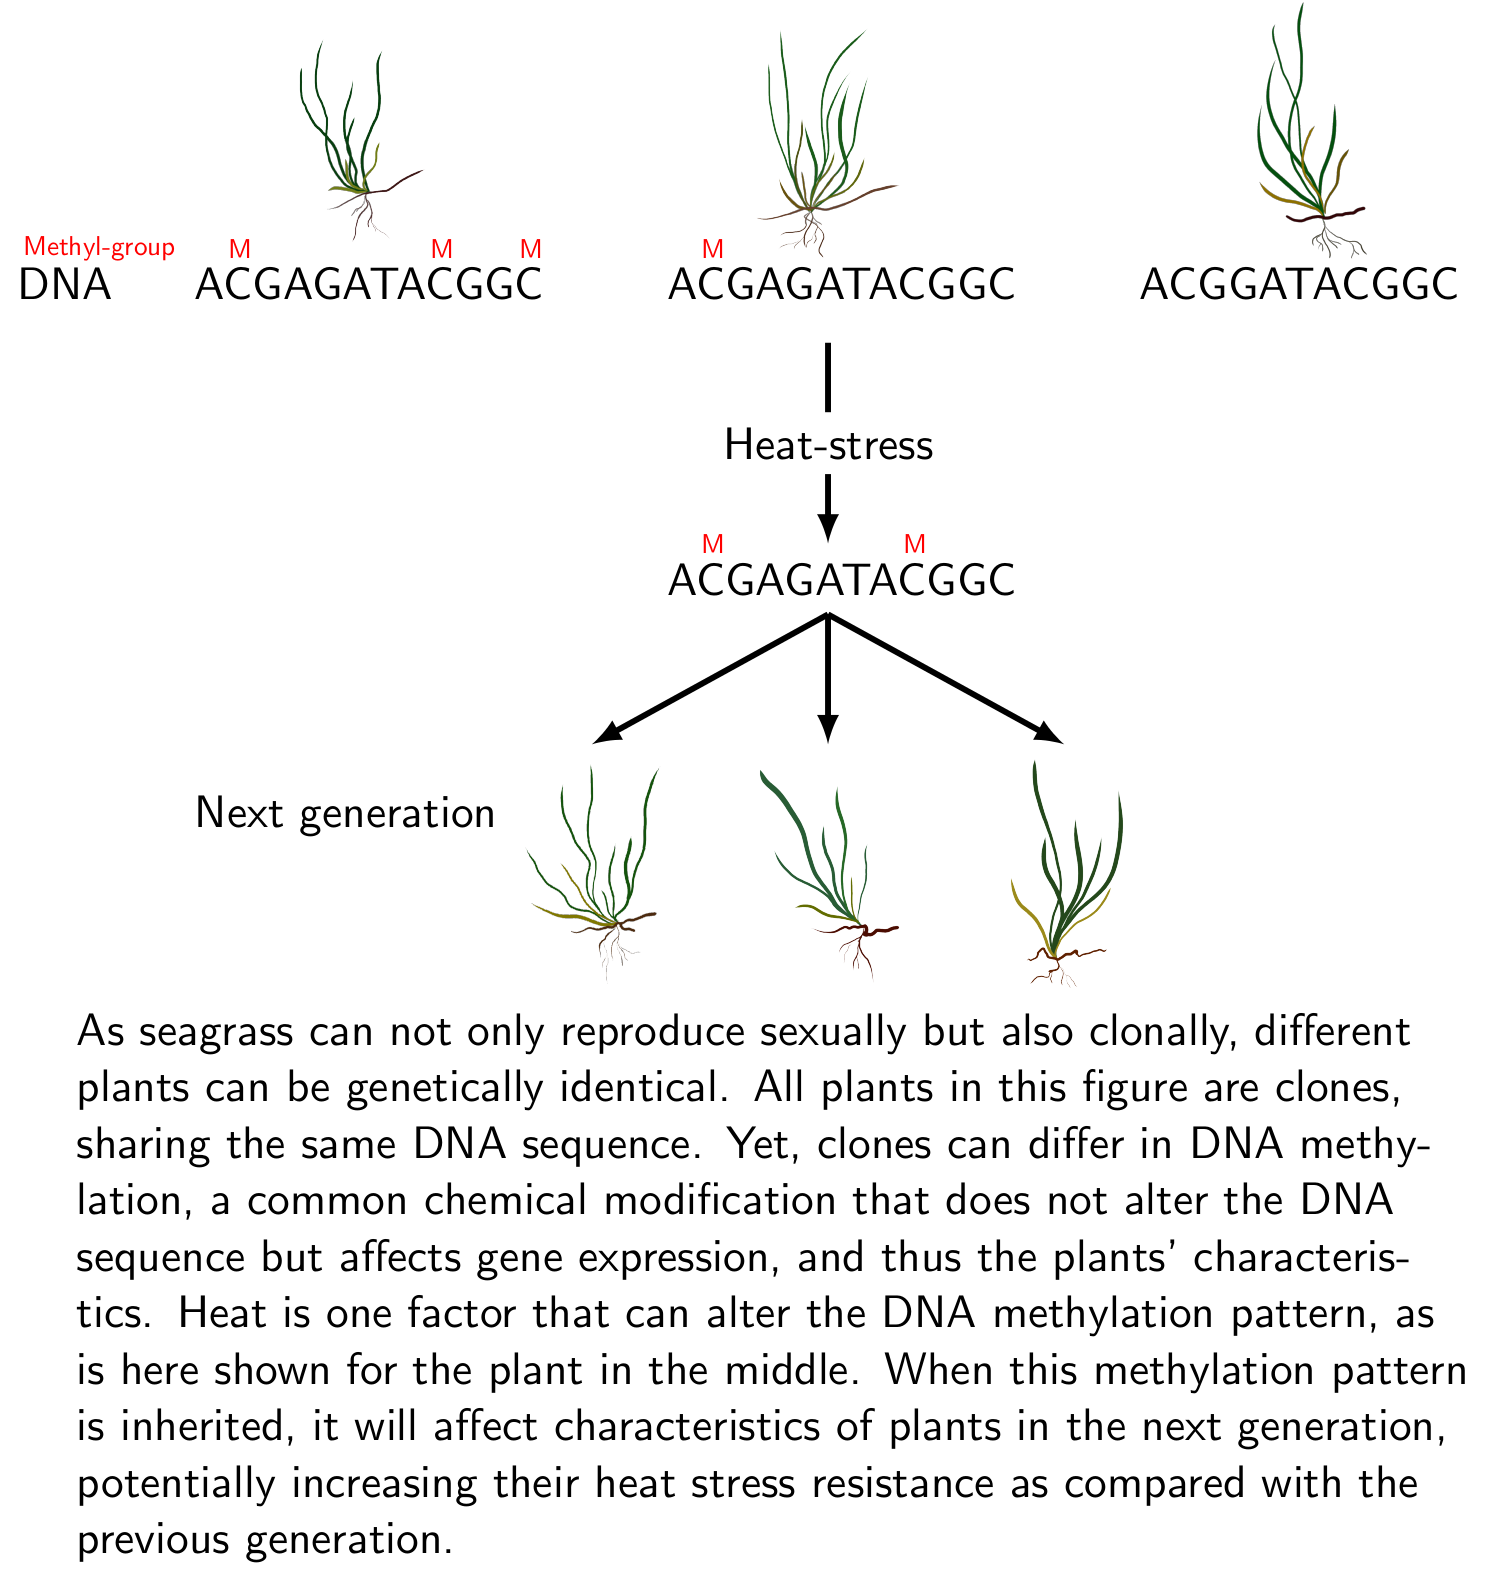 Methyl-group M M M M
DNA ACGAGATACGGC ACGAGATACGGC ACGGATACGGC
Heat-stress
M M
ACGAGATACGGC
Next generation
As seagrass can not only reproduce sexually but also clonally, different
plants can be genetically identical. All plants in this figure are clones,
sharing the same DNA sequence. Yet, clones can differ in DNA methy-
lation, a common chemical modification that does not alter the DNA
sequence but affects gene expression, and thus the plants' characteris-
tics. Heat is one factor that can alter the DNA methylation pattern, as
is here shown for the plant in the middle. When this methylation pattern
is inherited, it will affect characteristics of plants in the next generation,
potentially increasing their heat stress resistance as compared with the
previous generation.